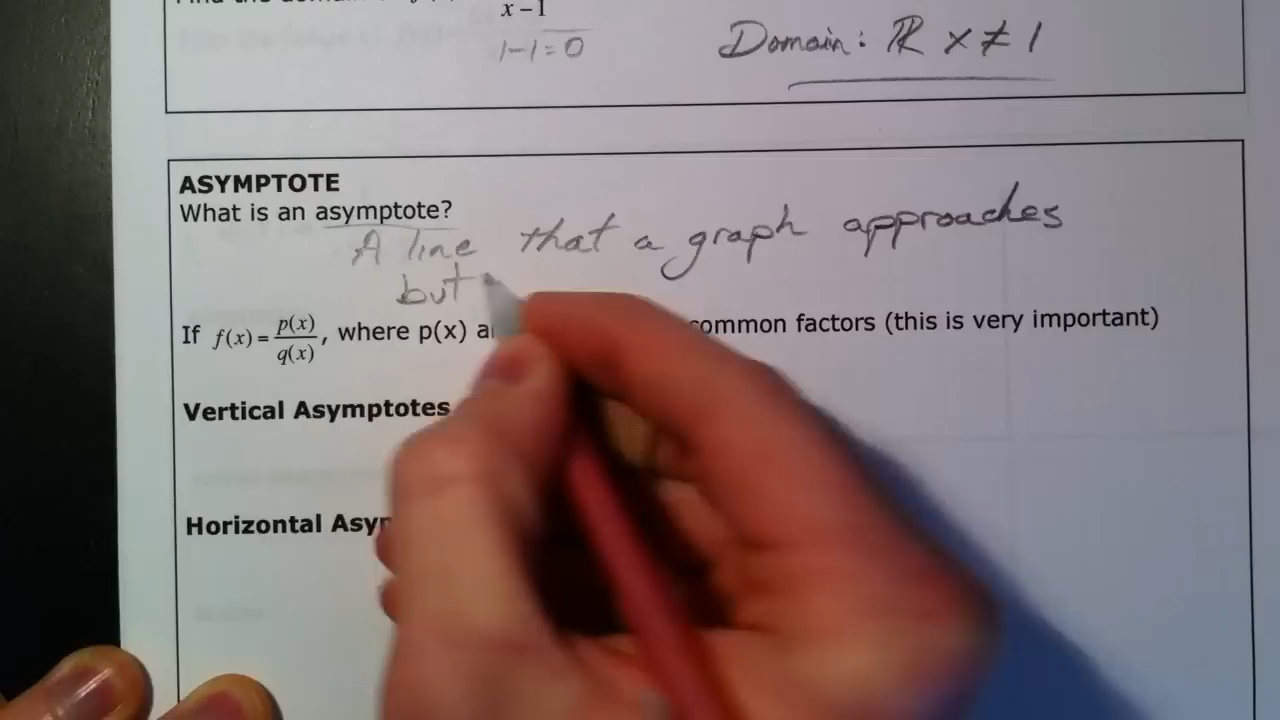 x – 1
1 – 1 = 0
Domain: ℝ x ≠ 1
ASYMPTOTE
What is an asymptote?
A line that a graph approaches
but
If f(x) = p(x)/q(x), where p(x) common factors (this is very important)
Vertical Asymptotes
Horizontal